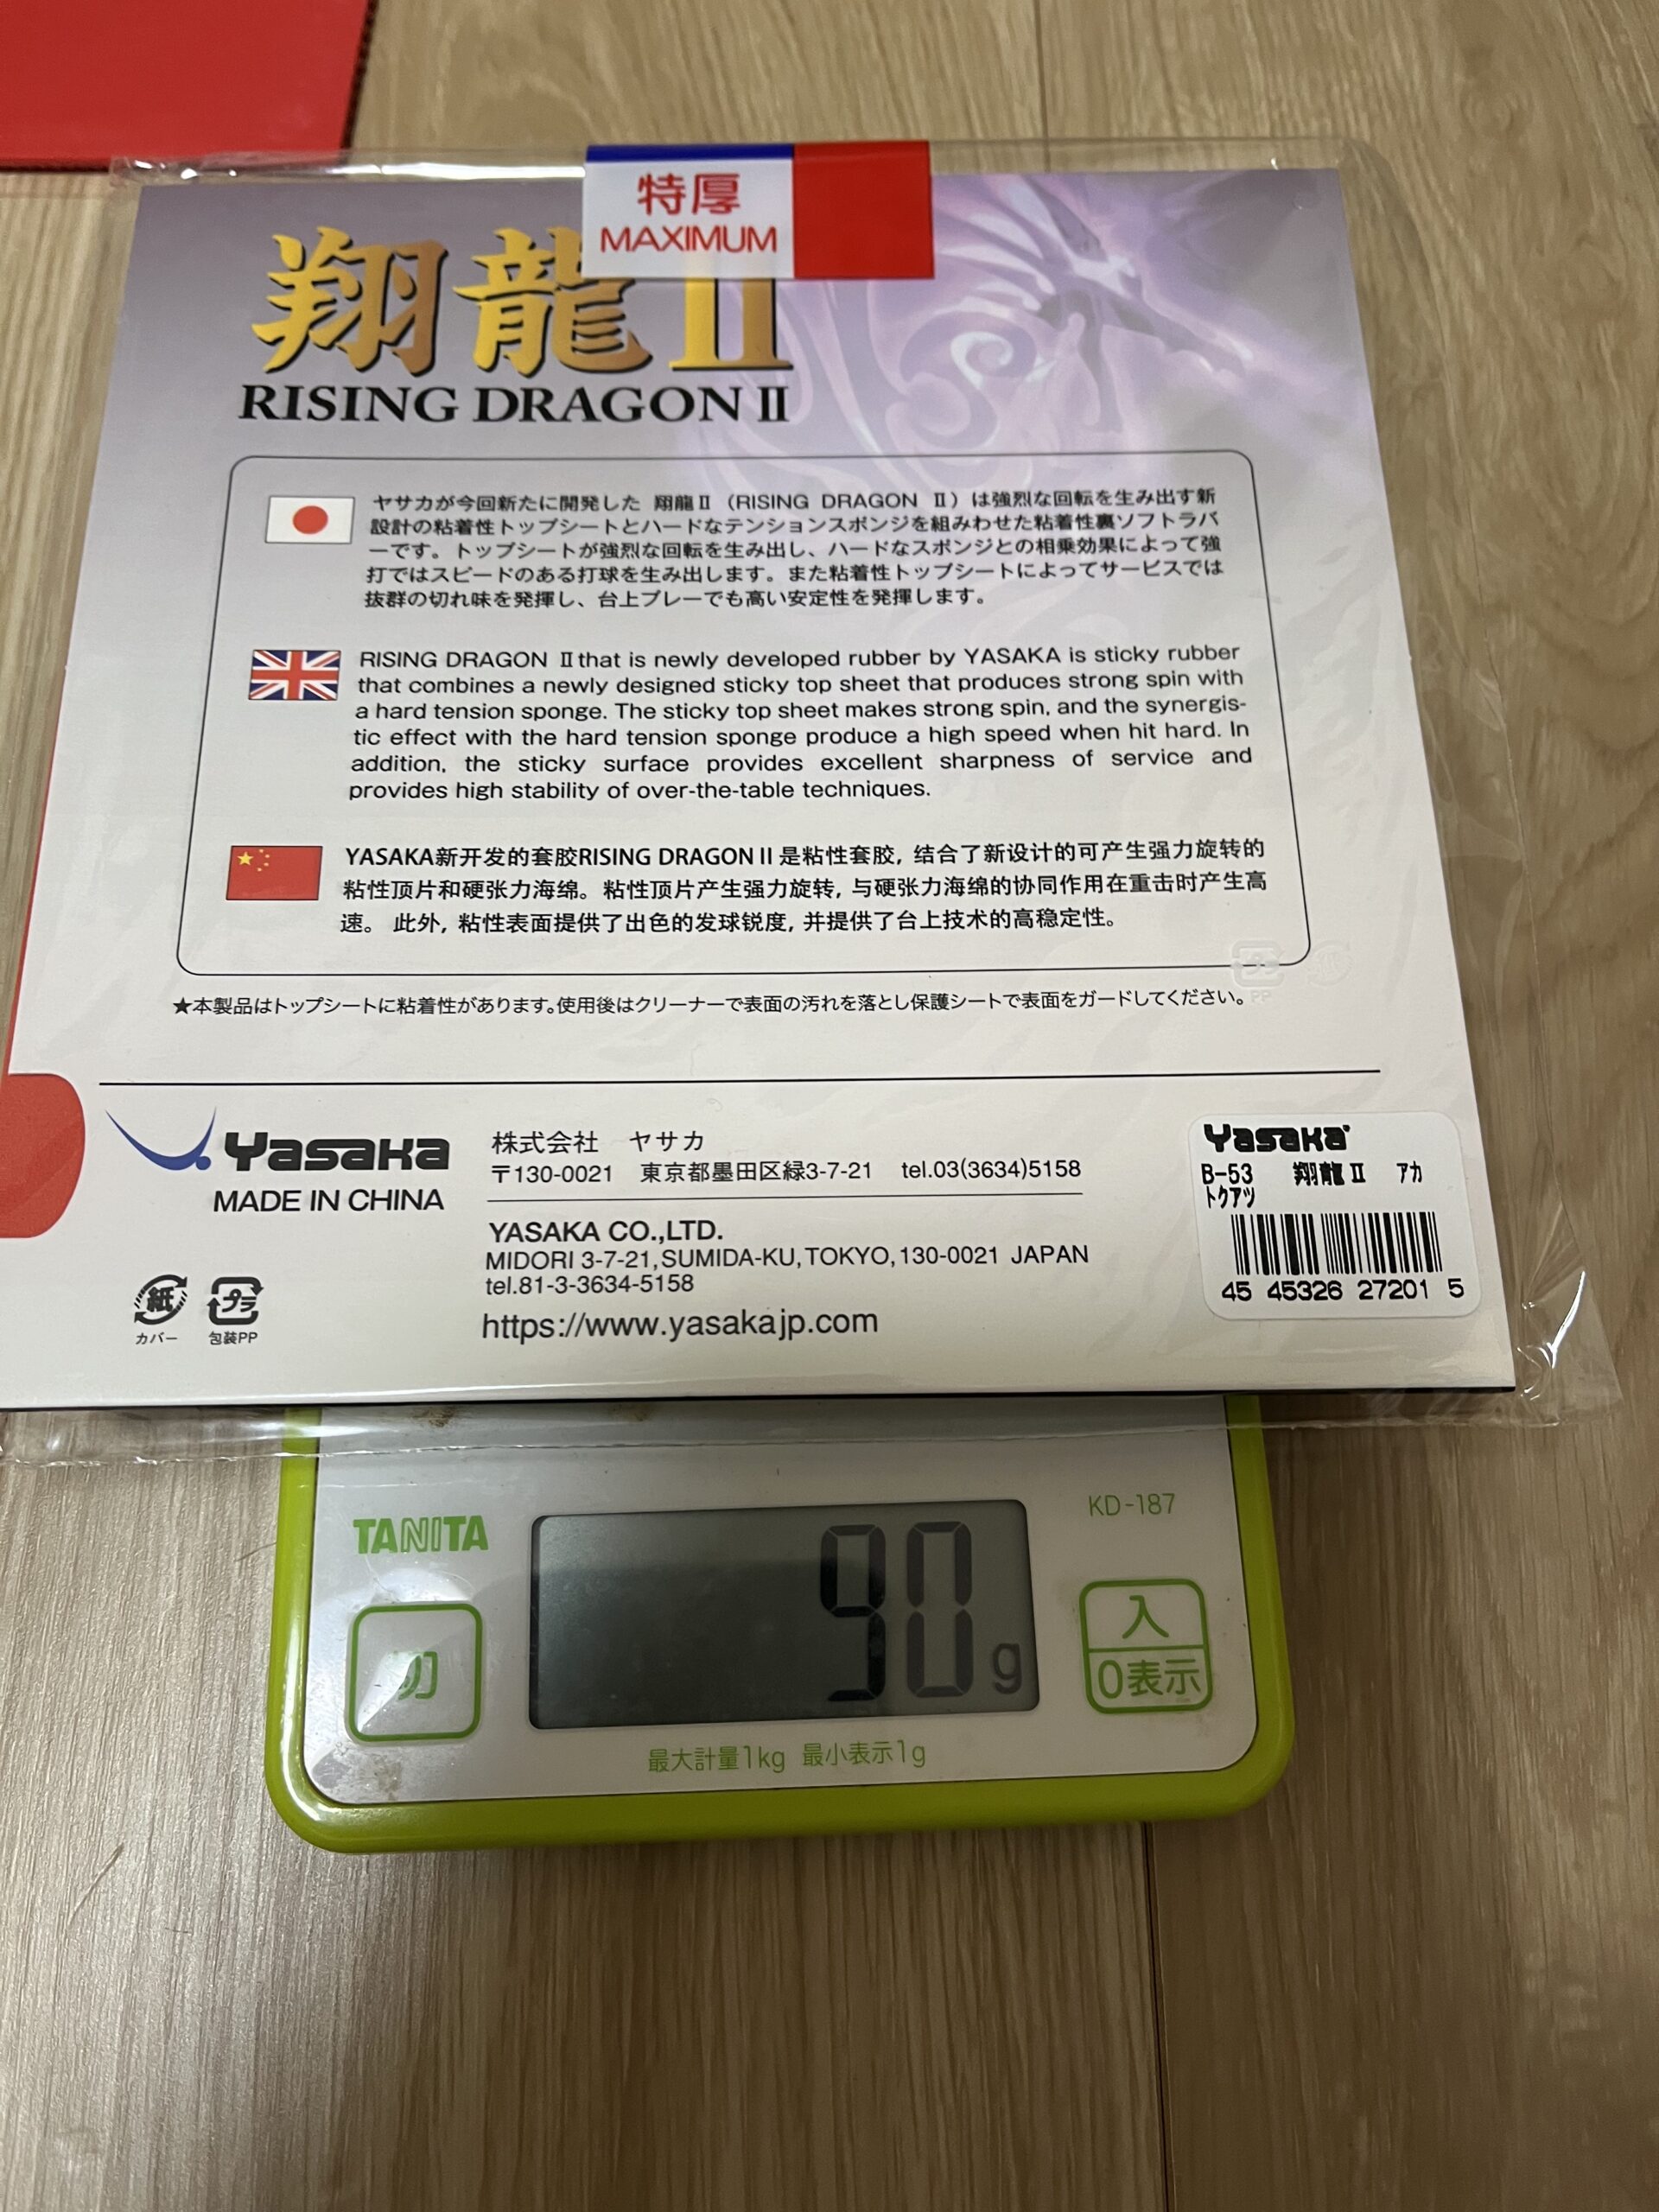 特厚
MAXIMUM
翔龍II
RISING DRAGON II
ヤサカが今回新たに開発した 翔龍II（RISING DRAGON II）は強烈な回転を生み出す新
設計の粘着性トップシートとハードなテンションスポンジを組みわせた粘着性裏ソフトラバ
ーです。トップシートが強烈な回転を生み出し、ハードなスポンジとの相乗効果によって強
打ではスピードのある打球を生み出します。また粘着性トップシートによってサービスでは
抜群の切れ味を発揮し、台上プレーでも高い安定性を発揮します。
RISING DRAGON II that is newly developed rubber by YASAKA is sticky rubber
that combines a newly designed sticky top sheet that produces strong spin with
a hard tension sponge. The sticky top sheet makes strong spin, and the synergis-
tic effect with the hard tension sponge produce a high speed when hit hard. In
addition, the sticky surface provides excellent sharpness of service and
provides high stability of over-the-table techniques.
YASAKA新开发的套胶RISING DRAGON II 是粘性套胶, 结合了新设计的可产生强力旋转的
粘性顶片和硬张力海绵。粘性顶片产生强力旋转, 与硬张力海绵的协同作用在重击时产生高
速。 此外, 粘性表面提供了出色的发球锐度, 并提供了台上技术的高稳定性。
PP
★本製品はトップシートに粘着性があります。使用後はクリーナーで表面の汚れを落とし保護シートで表面をガードしてください。
Yasaka
MADE IN CHINA
紙
カバー
プラ
包装PP
株式会社 ヤサカ
〒130-0021 東京都墨田区緑3-7-21 tel.03(3634)5158
YASAKA CO.,LTD.
MIDORI 3-7-21,SUMIDA-KU,TOKYO,130-0021 JAPAN
tel.81-3-3634-5158
https://www.yasakajp.com
Yasaka
B-53 翔龍 II アカ
トクアツ
45 45326 27201 5
TANITA
KD-187
90 g
切
入
0表示
最大計量1kg 最小表示1g